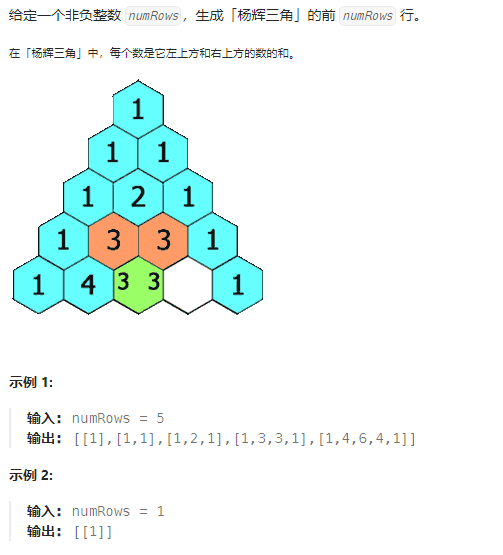 给定一个非负整数 numRows，生成「杨辉三角」的前 numRows 行。
在「杨辉三角」中，每个数是它左上方和右上方的数的和。
1
1 1
1 2 1
1 3 3 1
1 4 3 3 1
示例 1:
输入: numRows = 5
输出: [[1],[1,1],[1,2,1],[1,3,3,1],[1,4,6,4,1]]
示例 2:
输入: numRows = 1
输出: [[1]]